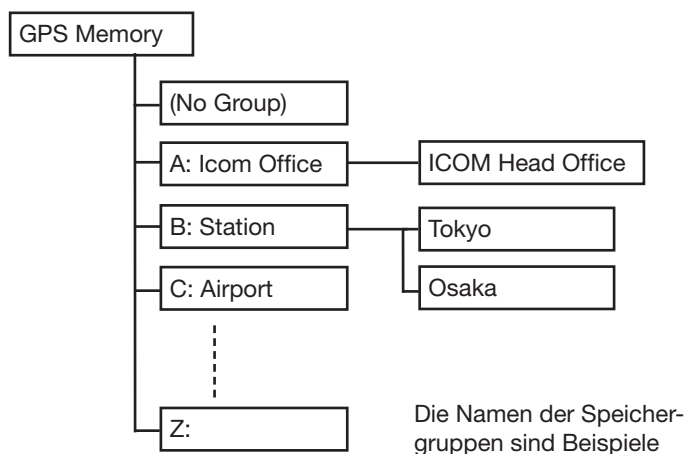 GPS Memory
(No Group)
A: Icom Office
ICOM Head Office
B: Station
Tokyo
C: Airport
Osaka
Z:
Die Namen der Speicher-
gruppen sind Beispiele